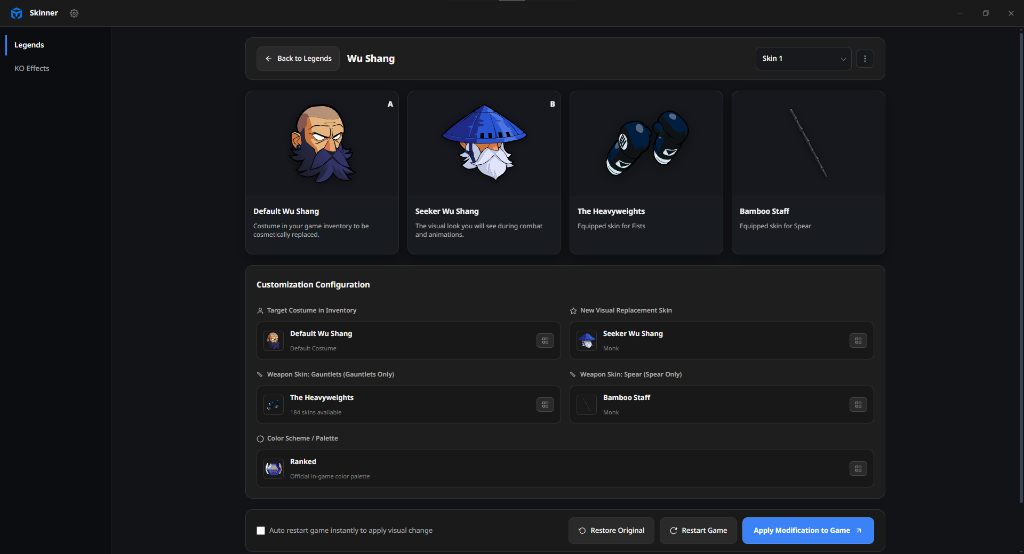 Skinner
Legends
KO Effects
Back to Legends
Wu Shang
Skin 1
A
B
Default Wu Shang
Costume in your game inventory to be
cosmetically replaced.
Seeker Wu Shang
The visual look you will see during combat
and animations.
The Heavyweights
Equipped skin for Fists
Bamboo Staff
Equipped skin for Spear
Customization Configuration
Target Costume in Inventory
New Visual Replacement Skin
Default Wu Shang
Default Costume
Seeker Wu Shang
Monk
Weapon Skin: Gauntlets (Gauntlets Only)
Weapon Skin: Spear (Spear Only)
The Heavyweights
184 skins available
Bamboo Staff
Monk
Color Scheme / Palette
Ranked
Official in-game color palette
Auto restart game instantly to apply visual change
Restore Original
Restart Game
Apply Modification to Game